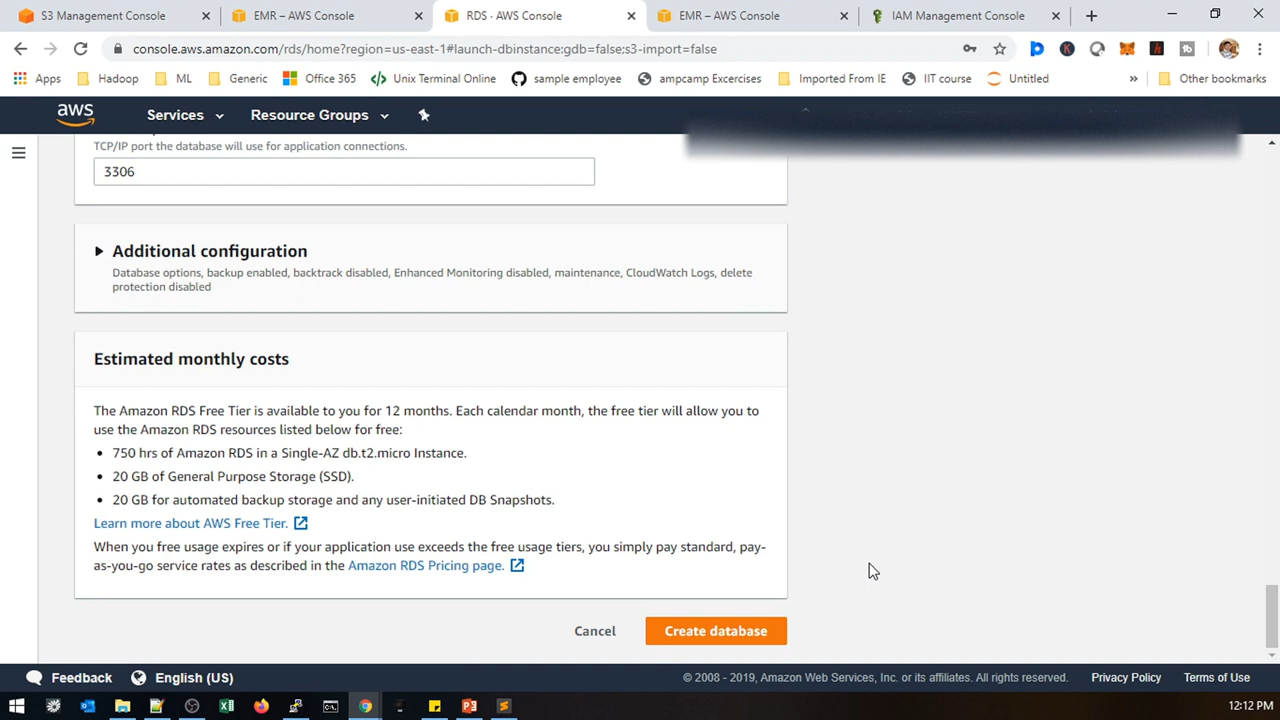 S3 Management Console
EMR – AWS Console
RDS · AWS Console
EMR – AWS Console
IAM Management Console
console.aws.amazon.com/rds/home?region=us-east-1#launch-dbinstance:gdb=false;s3-import=false
Apps
Hadoop
ML
Generic
Office 365
Unix Terminal Online
sample employee
ampcamp Excercises
Imported From IE
IIT course
Untitled
»
Other bookmarks
aws
Services
Resource Groups
TCP/IP port the database will use for application connections.
3306
Additional configuration
Database options, backup enabled, backtrack disabled, Enhanced Monitoring disabled, maintenance, CloudWatch Logs, delete
protection disabled
Estimated monthly costs
The Amazon RDS Free Tier is available to you for 12 months. Each calendar month, the free tier will allow you to
use the Amazon RDS resources listed below for free:
• 750 hrs of Amazon RDS in a Single-AZ db.t2.micro Instance.
• 20 GB of General Purpose Storage (SSD).
• 20 GB for automated backup storage and any user-initiated DB Snapshots.
Learn more about AWS Free Tier.
When you free usage expires or if your application use exceeds the free usage tiers, you simply pay standard, pay-
as-you-go service rates as described in the Amazon RDS Pricing page.
Cancel
Create database
Feedback
English (US)
© 2008 - 2019, Amazon Web Services, Inc. or its affiliates. All rights reserved.
Privacy Policy
Terms of Use
12:12 PM